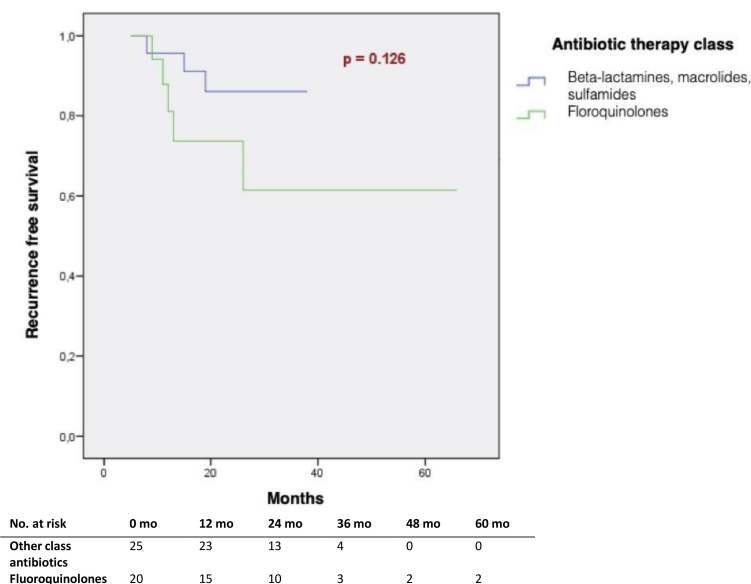 Recurrence free survival
1,0
0,8
0,6
0,4
0,2
0,0
p = 0.126
0 20 40 60
Months
Antibiotic therapy class
Beta-lactamines, macrolides,
sulfamides
Floroquinolones
No. at risk 0 mo 12 mo 24 mo 36 mo 48 mo 60 mo
Other class 25 23 13 4 0 0
antibiotics
Fluoroquinolones 20 15 10 3 2 2